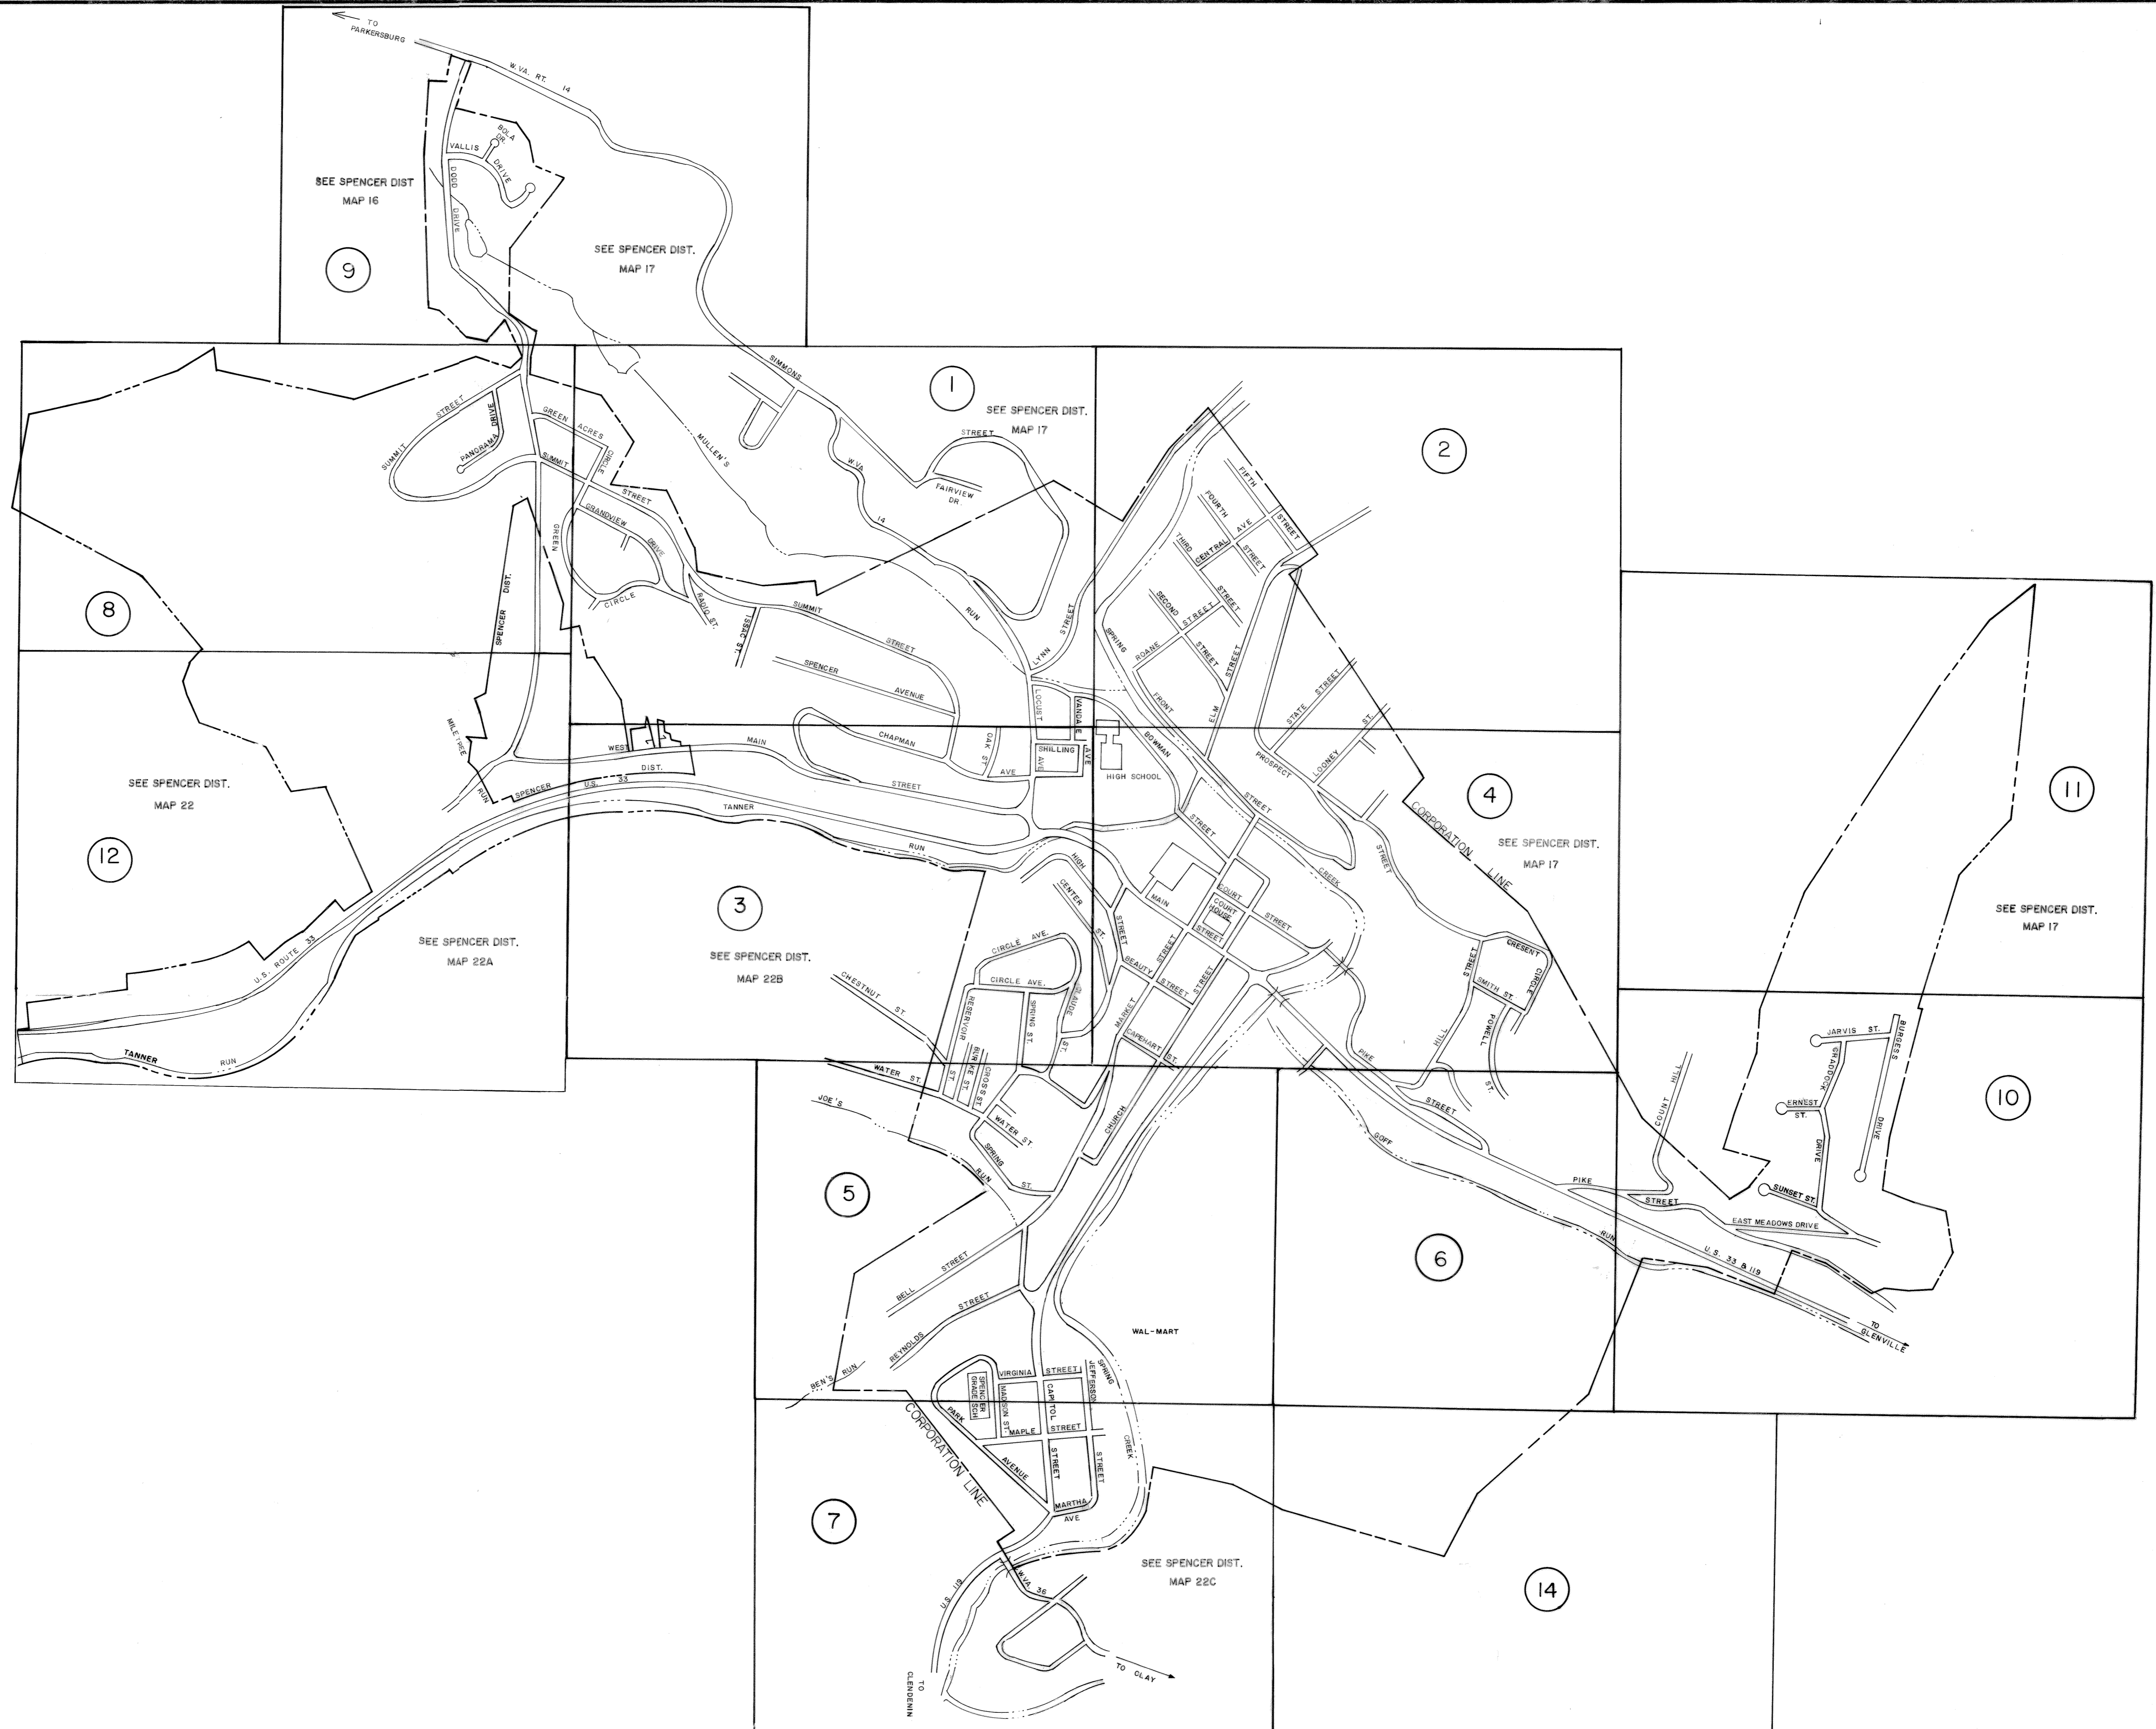 TO
PARKERSBURG
W. VA. RT. 14
BOLA
DR.
VALLIS
DRIVE
DODD
DRIVE
SEE SPENCER DIST
MAP 16
9
SEE SPENCER DIST.
MAP 17
SIMMONS
1
SEE SPENCER DIST.
MAP 17
STREET
FAIRVIEW
DR.
W.VA.
14
MULLEN'S
RUN
2
SUMMIT
STREET
PANORAMA
DRIVE
GREEN ACRES
CIRCLE
SUMMIT
STREET
GRANDVIEW
DRIVE
GREEN
CIRCLE
RADIO ST.
ISSAC ST.
SUMMIT
STREET
SPENCER
AVENUE
SPENCER DIST.
8
LYNN
STREET
FIFTH
STREET
FOURTH
STREET
CENTRAL
AVE
THIRD
STREET
SECOND
STREET
ROANE
STREET
SPRING
FRONT
ELM
STREET
STATE
STREET
LOONEY
ST.
PROSPECT
STREET
LOCUST
AVE
VANDALE
AVE
SHILLING
HIGH SCHOOL
BOWMAN
STREET
STREET
OAK
ST.
CHAPMAN
AVE
MILE TREE
RUN
WEST
MAIN
STREET
SPENCER
DIST.
U.S. 33
TANNER
RUN
SEE SPENCER DIST.
MAP 22
12
SEE SPENCER DIST.
MAP 22A
U.S. ROUTE 33
TANNER
RUN
3
SEE SPENCER DIST.
MAP 22B
4
SEE SPENCER DIST.
MAP 17
CORPORATION LINE
CREEK
HIGH
STREET
CENTER
ST.
MAIN
STREET
COURT
STREET
COURT
HOUSE
BEAUTY
STREET
STREET
STREET
MARKET
CAPEHART
ST.
CHURCH
CIRCLE AVE.
CIRCLE AVE.
CLAUDE
ST.
CHESTNUT ST.
RESERVOIR
ST.
SPRING ST.
BURKE ST.
CROSS ST.
WATER ST.
WATER ST
SPRING
ST.
JOE'S
RUN
CRESENT
CIRCLE
SMITH ST.
POWELL
ST.
HILL
STREET
PIKE
STREET
GOFF
RUN
11
SEE SPENCER DIST.
MAP 17
10
JARVIS ST.
BURGESS
DRIVE
GRADDOCK
DRIVE
ERNEST
ST.
SUNSET ST.
COUNT
HILL
PIKE
STREET
EAST MEADOWS DRIVE
U.S. 33 & 119
TO
GLENVILLE
5
6
BELL
STREET
REYNOLDS
STREET
BEN'S RUN
WAL-MART
SPRING
CREEK
VIRGINIA STREET
JEFFERSON
STREET
CAPITOL
STREET
MADISON ST.
MAPLE STREET
SPENCER
GRADE SCH
PARK
AVENUE
MARTHA
AVE
CORPORATION LINE
7
SEE SPENCER DIST.
MAP 22C
14
U.S. 119
W.VA. 36
TO CLAY
TO
CLENDENIN